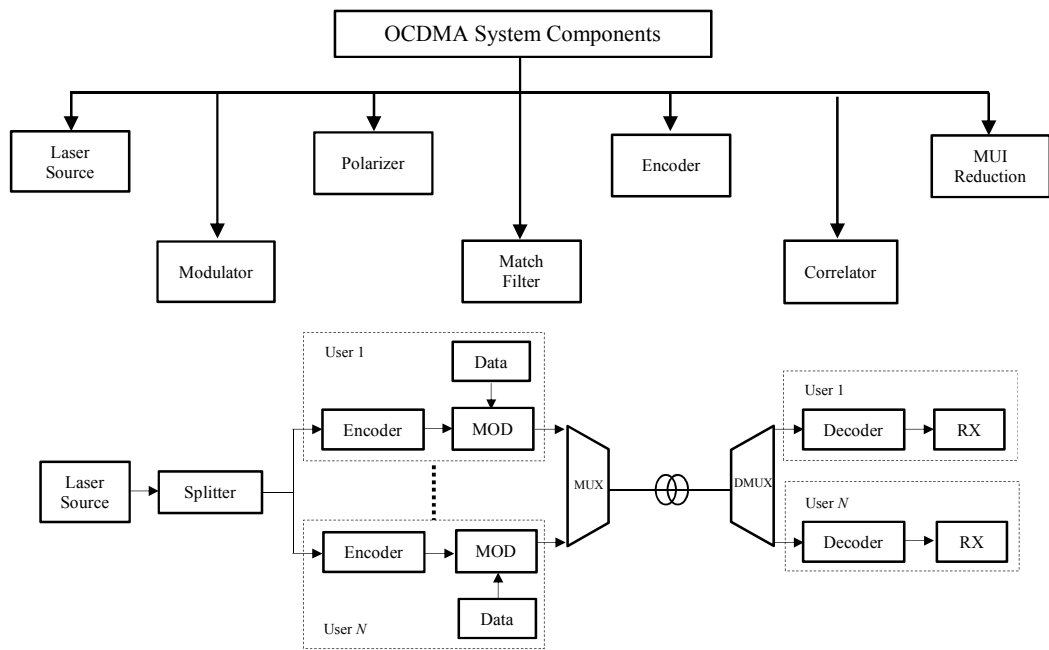 OCDMA System Components
Laser
Source
Polarizer
Encoder
MUI
Reduction
Modulator
Match
Filter
Correlator
User 1
Data
Encoder
MOD
User 1
Decoder
RX
Laser
Source
Splitter
MUX
DMUX
User N
Decoder
RX
Encoder
MOD
Data
User N